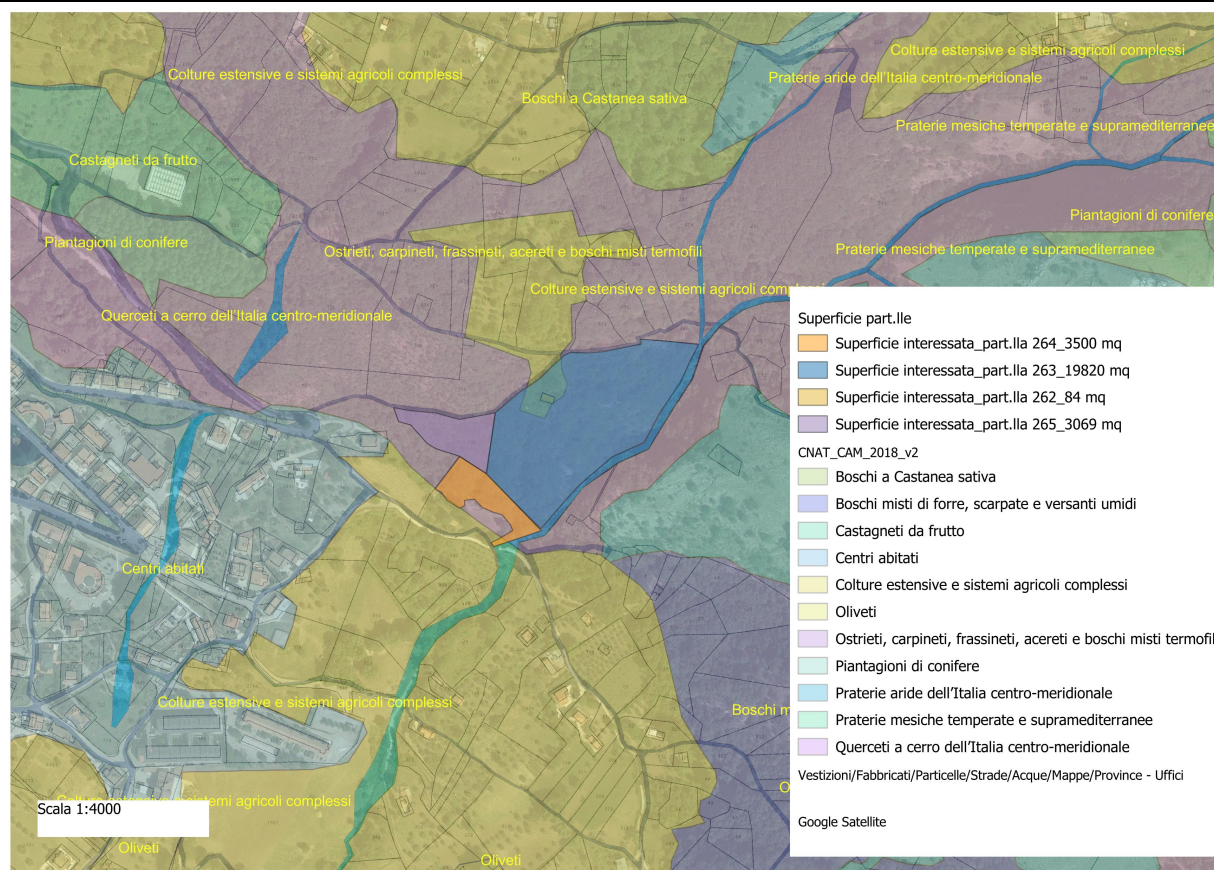 Colture estensive e sistemi agricoli complessi
Colture estensive e sistemi agricoli complessi
Praterie aride dell'Italia centro-meridionale
Boschi a Castanea sativa
Praterie mesiche temperate e supramediterranee
Castagneti da frutto
Piantagioni di conifere
Piantagioni di conifere
Ostrieti, carpineti, frassineti, acereti e boschi misti termofili
Praterie mesiche temperate e supramediterranee
Colture estensive e sistemi agricoli
Querceti a cerro dell'Italia centro-meridionale
Centri abitati
Colture estensive e sistemi agricoli complessi
Boschi
sistemi agricoli complessi
Scala 1:4000
Oliveti
Oliveti
Superficie part.lle
Superficie interessata_part.lla 264_3500 mq
Superficie interessata_part.lla 263_19820 mq
Superficie interessata_part.lla 262_84 mq
Superficie interessata_part.lla 265_3069 mq
CNAT_CAM_2018_v2
Boschi a Castanea sativa
Boschi misti di forre, scarpate e versanti umidi
Castagneti da frutto
Centri abitati
Colture estensive e sistemi agricoli complessi
Oliveti
Ostrieti, carpineti, frassineti, acereti e boschi misti termofil
Piantagioni di conifere
Praterie aride dell'Italia centro-meridionale
Praterie mesiche temperate e supramediterranee
Querceti a cerro dell'Italia centro-meridionale
Vestizioni/Fabbricati/Particelle/Strade/Acque/Mappe/Province - Uffici
Google Satellite